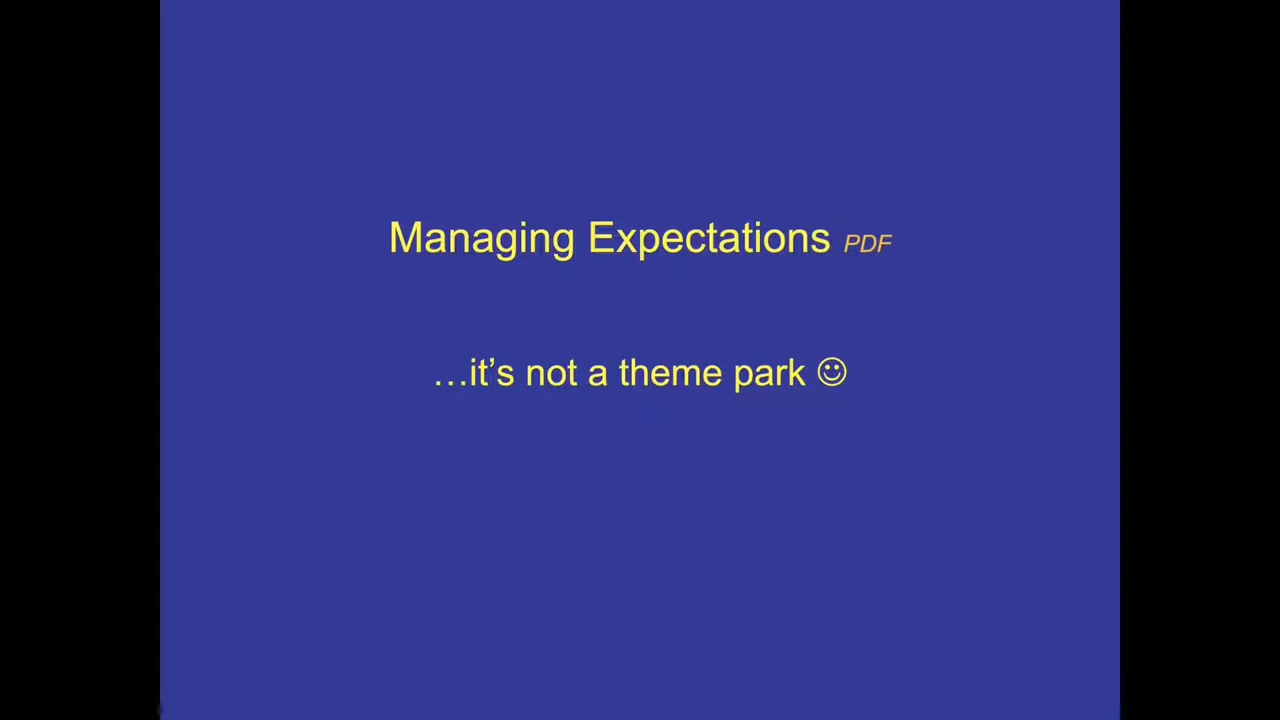 Managing Expectations PDF
…it’s not a theme park ☺